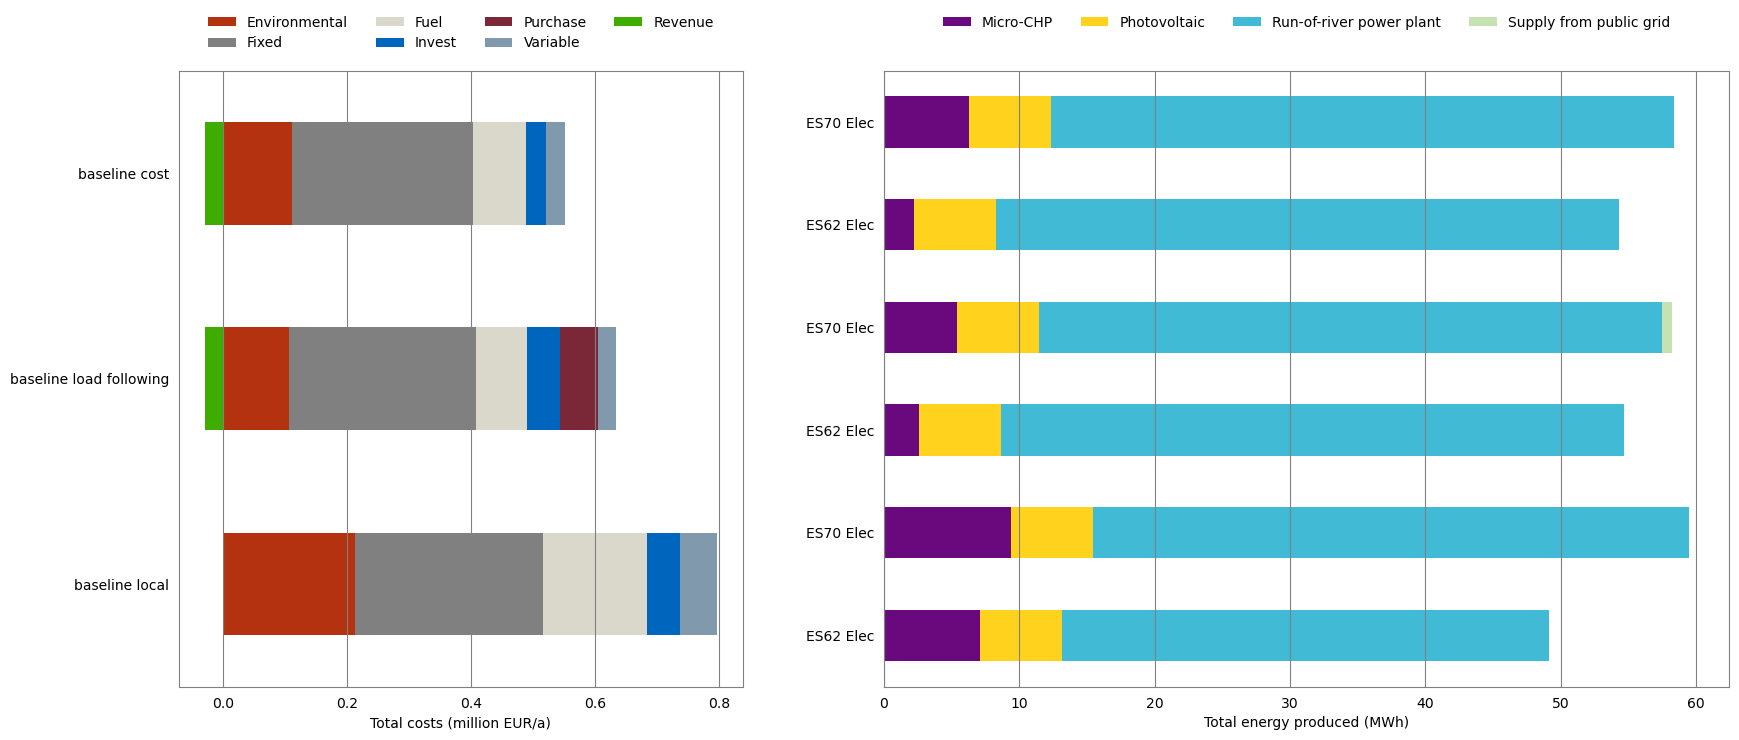 Environmental Fuel Purchase Revenue
Fixed Invest Variable
baseline cost
baseline load following
baseline local
0.0 0.2 0.4 0.6 0.8
Total costs (million EUR/a)
Micro-CHP Photovoltaic Run-of-river power plant Supply from public grid
ES70 Elec
ES62 Elec
ES70 Elec
ES62 Elec
ES70 Elec
ES62 Elec
0 10 20 30 40 50 60
Total energy produced (MWh)